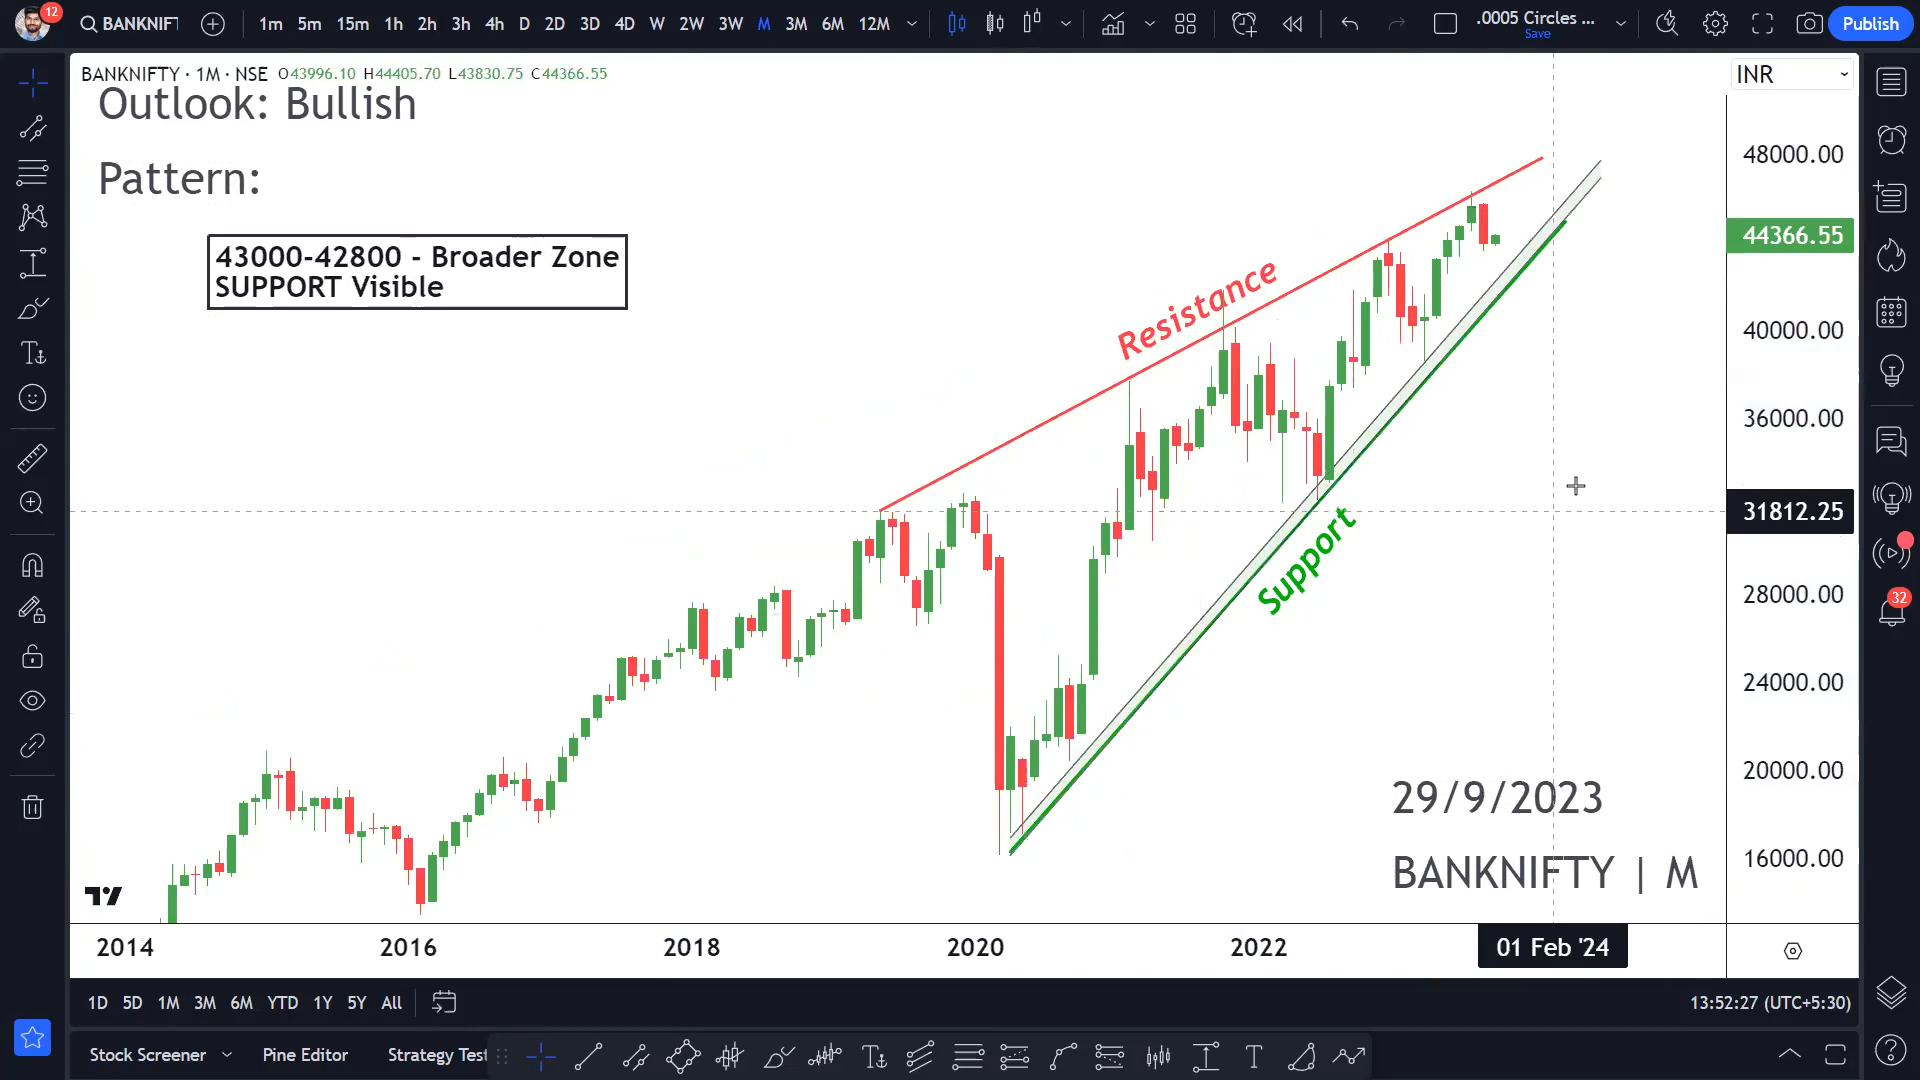 12
BANKNIFT
1m 5m 15m 1h 2h 3h 4h D 2D 3D 4D W 2W 3W M 3M 6M 12M
.0005 Circles ...
Save
Publish
BANKNIFTY · 1M · NSE O43996.10 H44405.70 L43830.75 C44366.55
INR
Outlook: Bullish
Pattern:
43000-42800 - Broader Zone
SUPPORT Visible
Resistance
Support
48000.00
44366.55
40000.00
36000.00
31812.25
28000.00
24000.00
20000.00
16000.00
32
29/9/2023
BANKNIFTY | M
2014 2016 2018 2020 2022 01 Feb '24
1D 5D 1M 3M 6M YTD 1Y 5Y All
13:52:27 (UTC+5:30)
Stock Screener Pine Editor Strategy Test